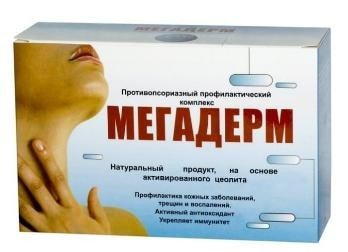 Противопсориазный профилактический
комплекс
МЕГАДЕРМ
Натуральный продукт, на основе
активированного цеолита
Профилактика кожных заболеваний,
трещин и воспалений.
Активный антиоксидант
Укрепляет иммунитет